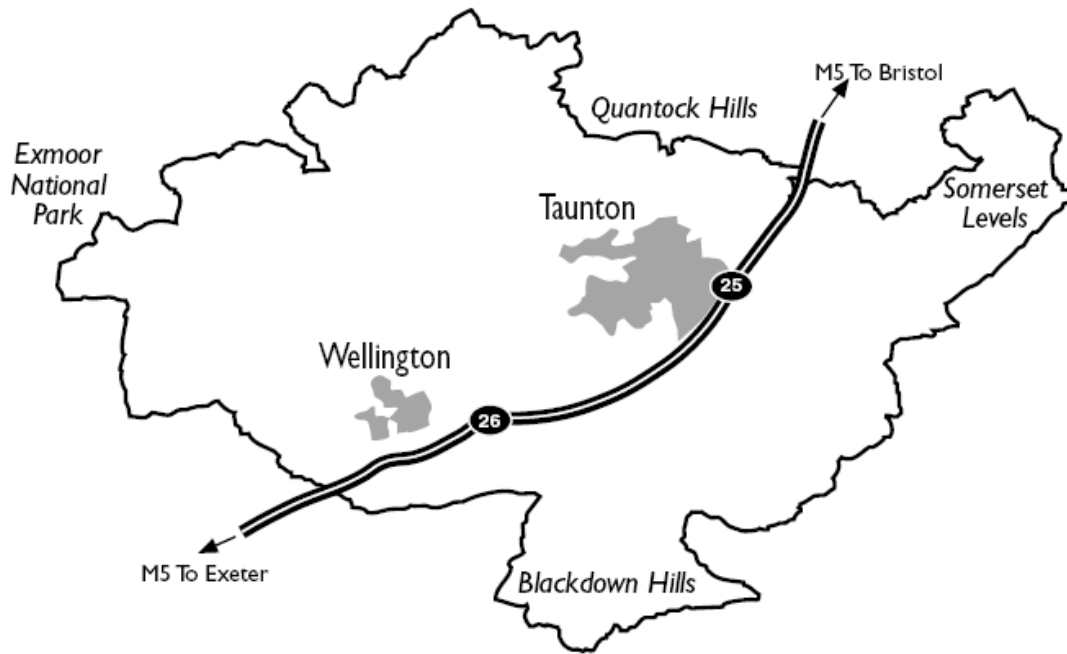 M5 To Bristol
Quantock Hills
Exmoor
National
Park
Somerset
Levels
Taunton
25
Wellington
26
M5 To Exeter
Blackdown Hills